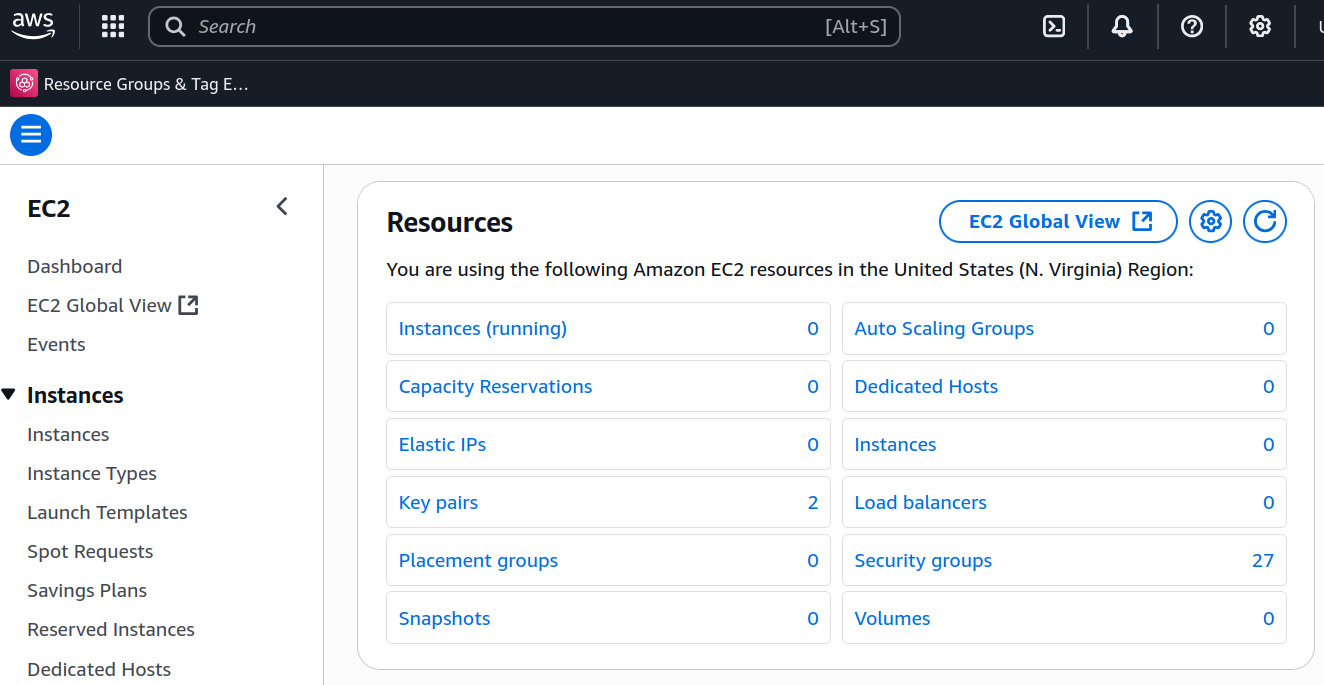 aws
Search [Alt+S]
Resource Groups & Tag E...
EC2
Dashboard
EC2 Global View
Events
Instances
Instances
Instance Types
Launch Templates
Spot Requests
Savings Plans
Reserved Instances
Dedicated Hosts
Resources
EC2 Global View
You are using the following Amazon EC2 resources in the United States (N. Virginia) Region:
Instances (running) 0
Auto Scaling Groups 0
Capacity Reservations 0
Dedicated Hosts 0
Elastic IPs 0
Instances 0
Key pairs 2
Load balancers 0
Placement groups 0
Security groups 27
Snapshots 0
Volumes 0